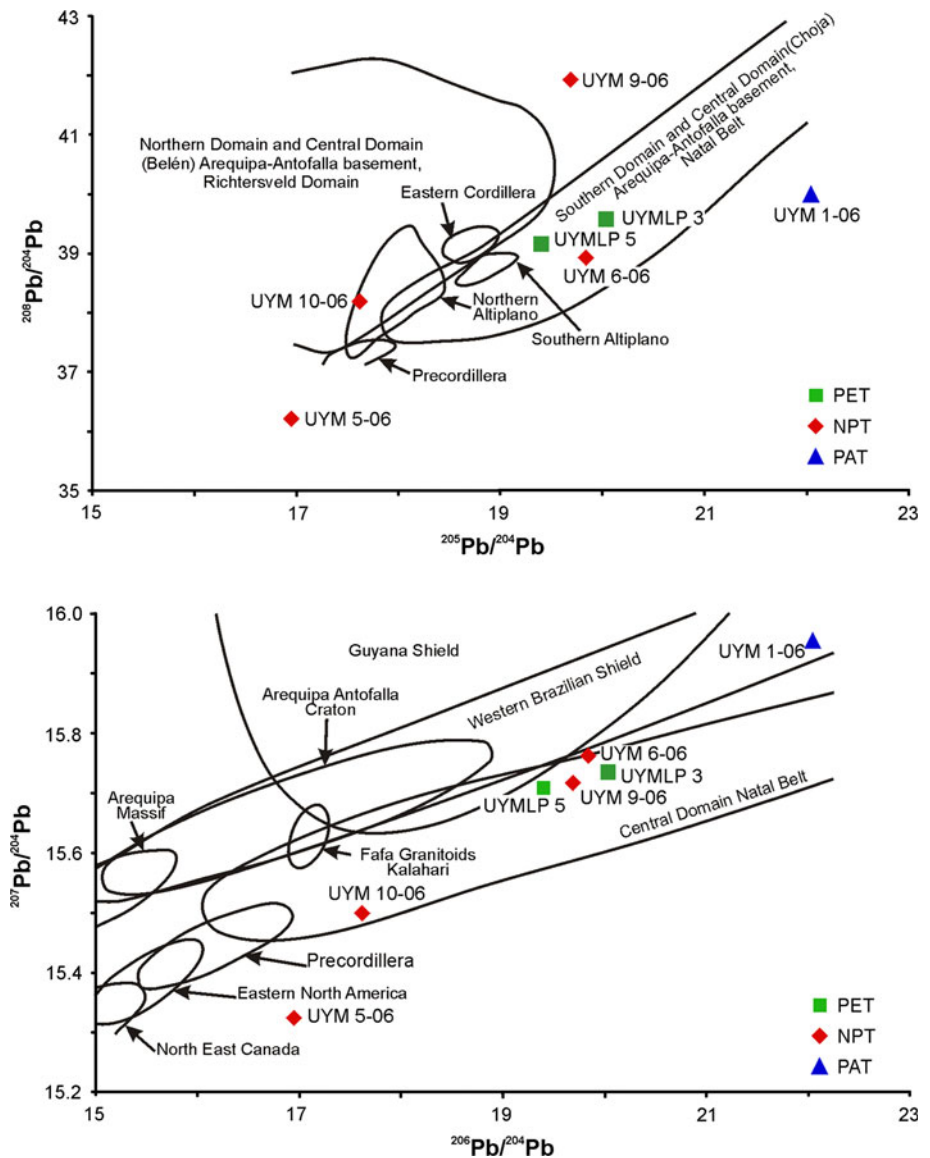 43
41
39
37
35
²⁰⁸Pb/²⁰⁴Pb
15
17
19
21
23
²⁰⁵Pb/²⁰⁴Pb
UYM 9-06
Southern Domain and Central Domain(Choja)
Arequipa-Antofalla basement,
Natal Belt
Northern Domain and Central Domain
(Belén) Arequipa-Antofalla basement,
Richtersveld Domain
Eastern Cordillera
UYMLP 3
UYM 1-06
UYMLP 5
UYM 6-06
UYM 10-06
Northern
Altiplano
Southern Altiplano
Precordillera
UYM 5-06
PET
NPT
PAT
16.0
15.8
15.6
15.4
15.2
²⁰⁷Pb/²⁰⁴Pb
15
17
19
21
23
²⁰⁶Pb/²⁰⁴Pb
Guyana Shield
UYM 1-06
Western Brazilian Shield
Arequipa Antofalla
Craton
UYM 6-06
UYMLP 3
UYMLP 5
UYM 9-06
Arequipa
Massif
Central Domain Natal Belt
Fafa Granitoids
Kalahari
UYM 10-06
Precordillera
Eastern North America
UYM 5-06
North East Canada
PET
NPT
PAT